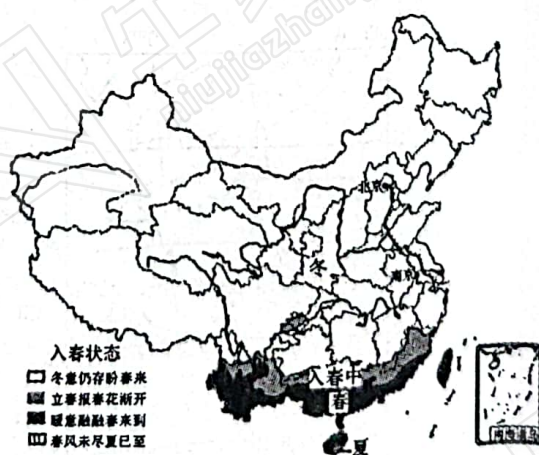 niujiazhang
北京
冬
南京
入春中
春
夏
入春状态
冬意仍存盼春来
立春报春花渐开
暖意融融春来到
春风未尽夏已至
南海诸岛